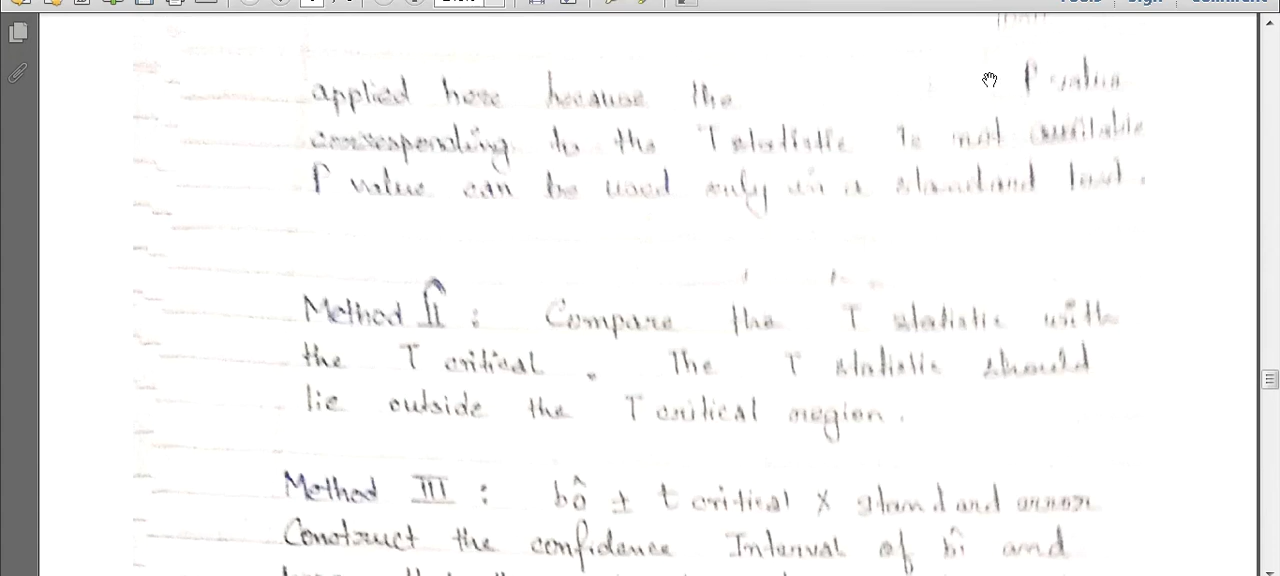 applied here because the P value
corresponding to the T statistic is not available
P value can be used only in a standard test.
Method II : Compare the T statistic with
the T critical. The T statistic should
lie outside the T critical region.
Method III : b̂0 ± t critical x standard error
Construct the confidence Interval of b̂1 and